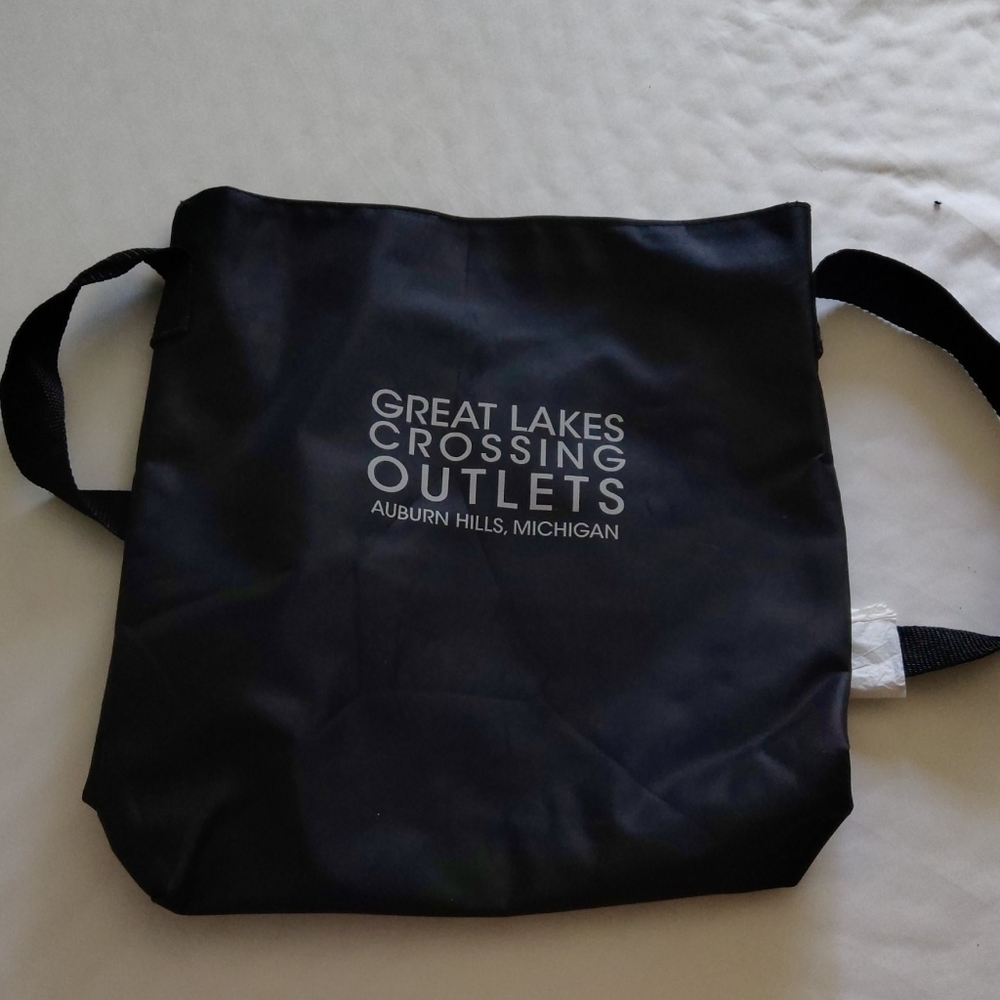 GREAT LAKES
CROSSING
OUTLETS
AUBURN HILLS, MICHIGAN